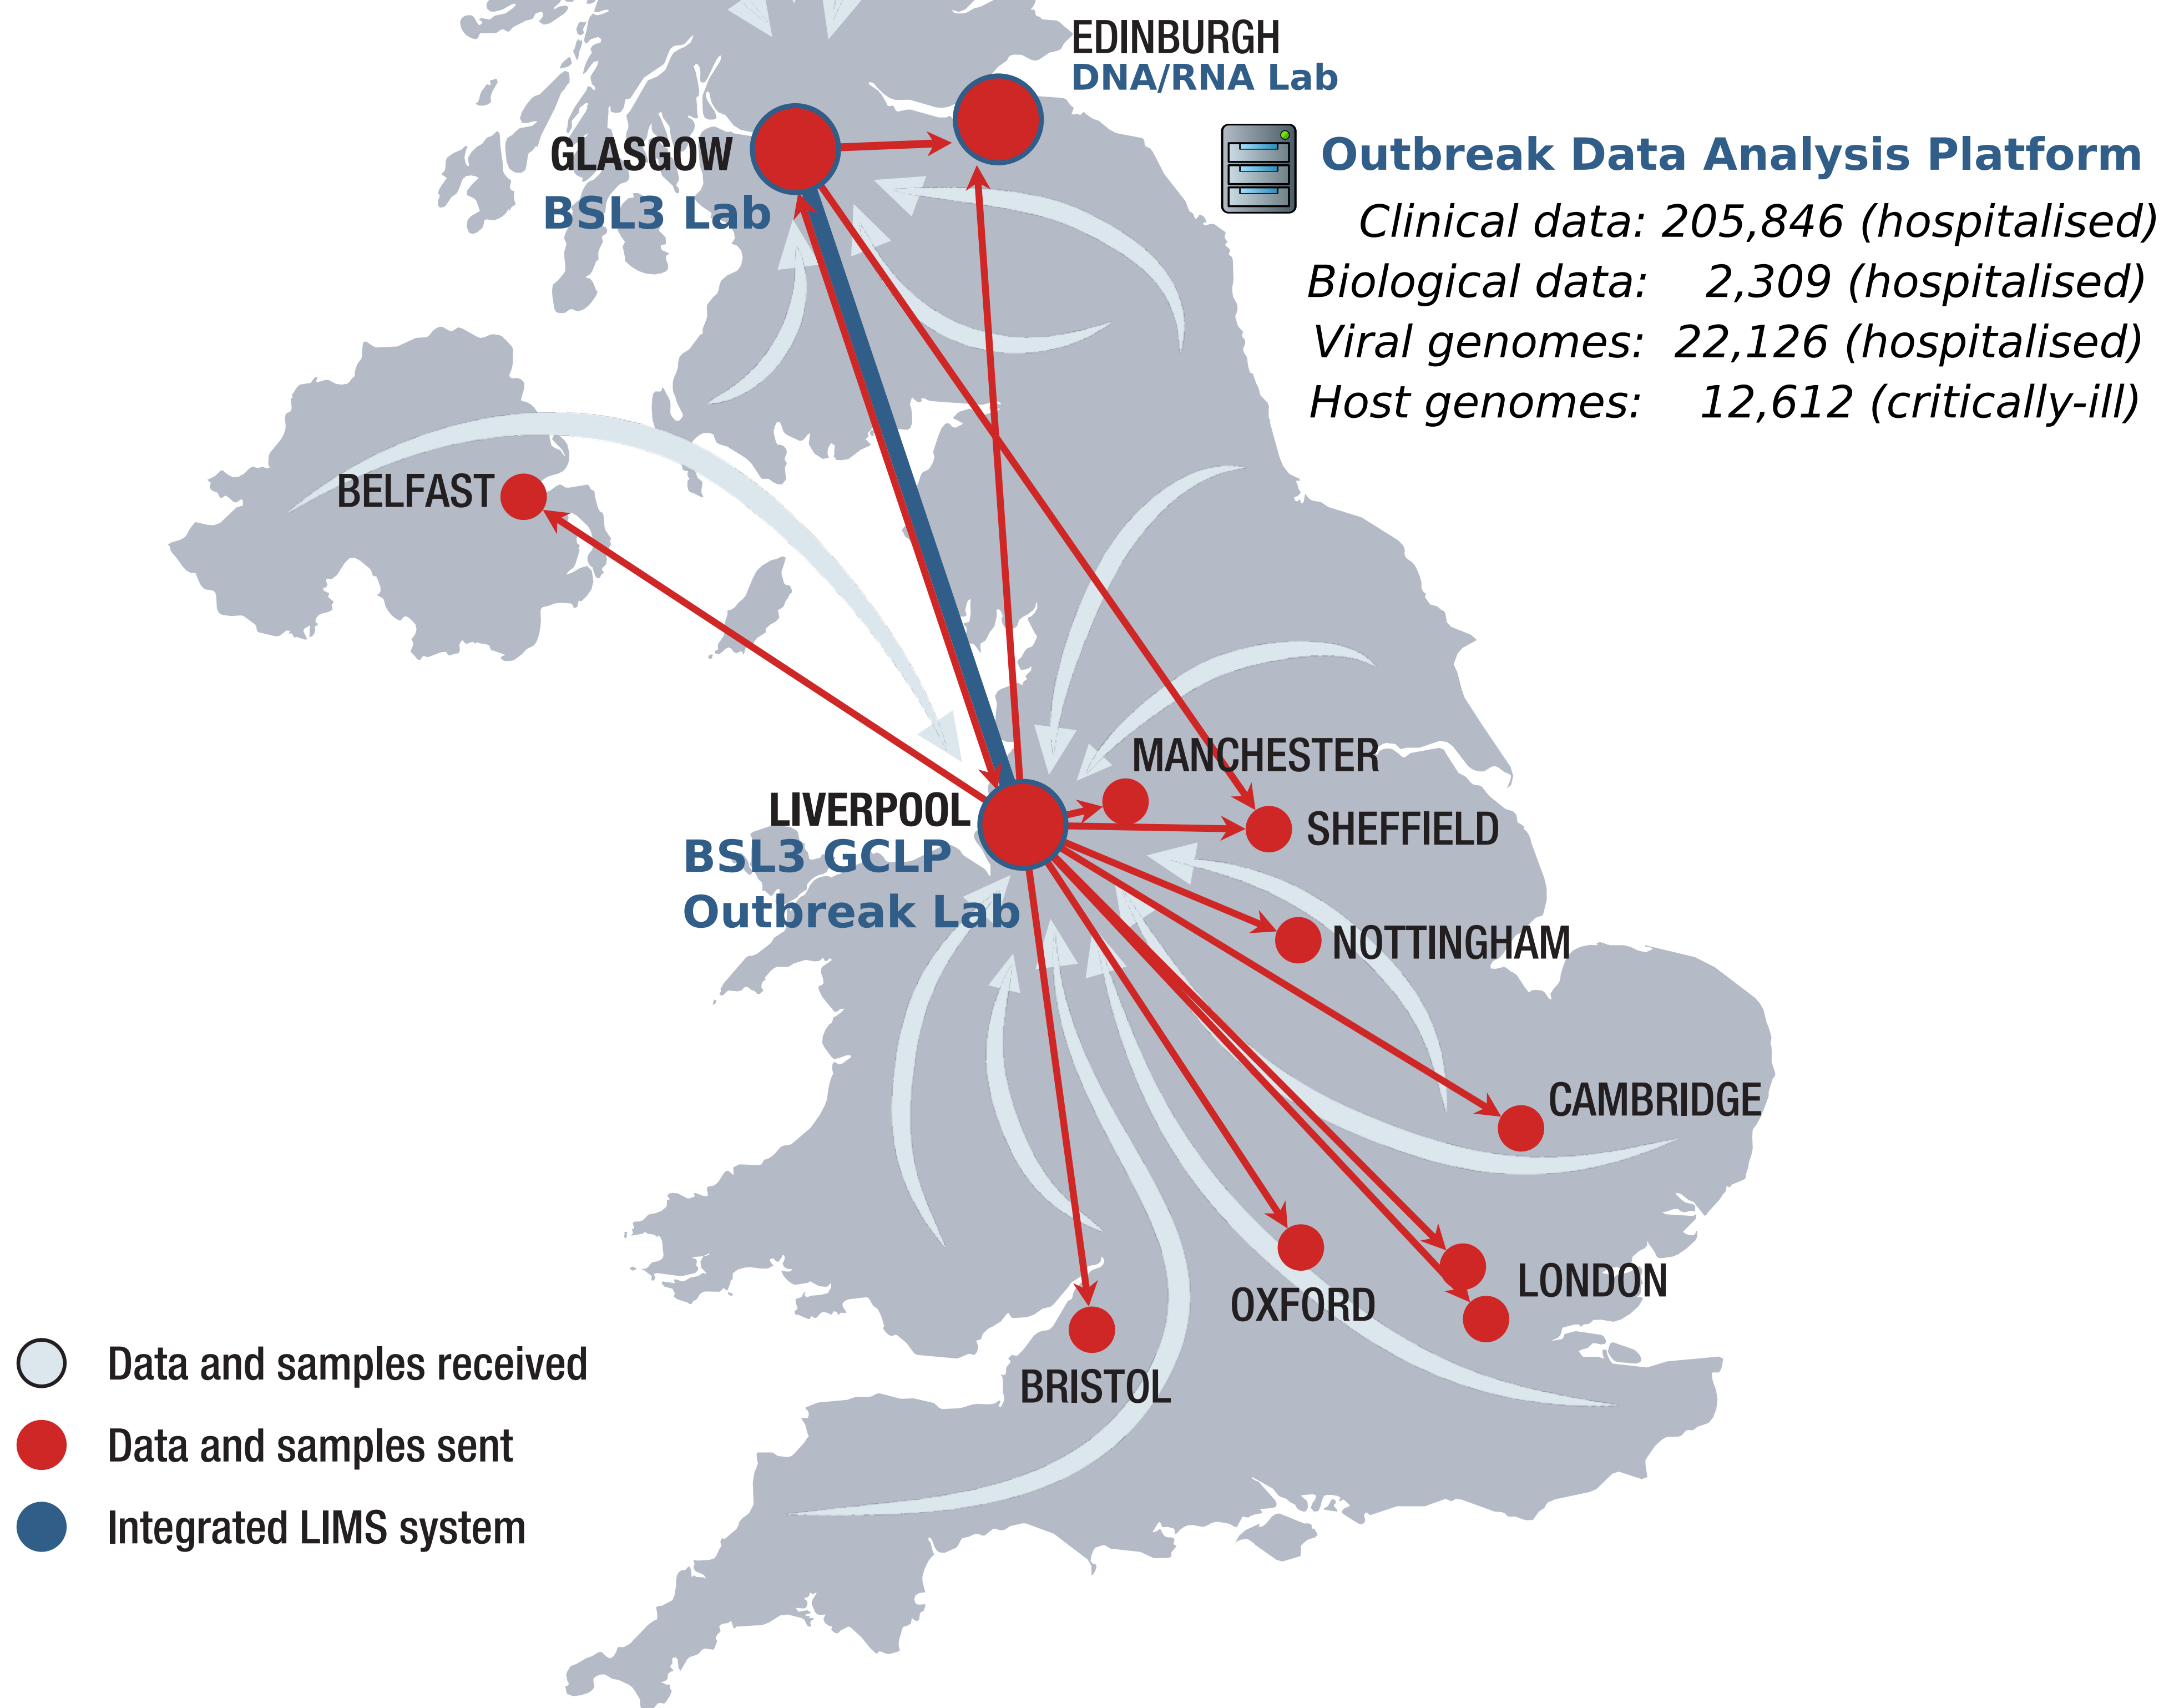 EDINBURGH
DNA/RNA Lab
GLASGOW
BSL3 Lab
Outbreak Data Analysis Platform
Clinical data: 205,846 (hospitalised)
Biological data: 2,309 (hospitalised)
Viral genomes: 22,126 (hospitalised)
Host genomes: 12,612 (critically-ill)
BELFAST
MANCHESTER
LIVERPOOL
BSL3 GCLP
Outbreak Lab
SHEFFIELD
NOTTINGHAM
CAMBRIDGE
LONDON
OXFORD
BRISTOL
Data and samples received
Data and samples sent
Integrated LIMS system